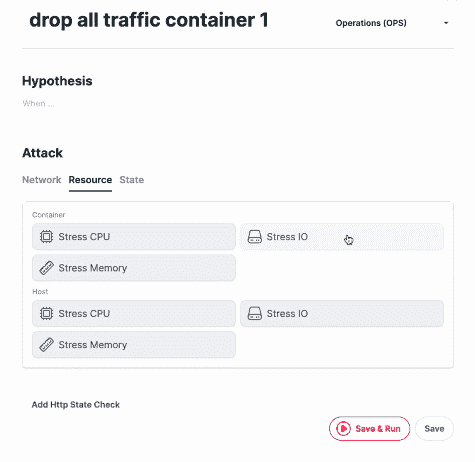 drop all traffic container 1
Operations (OPS)
Hypothesis
When ...
Attack
Network Resource State
Container
Stress CPU Stress IO
Stress Memory
Host
Stress CPU Stress IO
Stress Memory
Add Http State Check
Save & Run Save